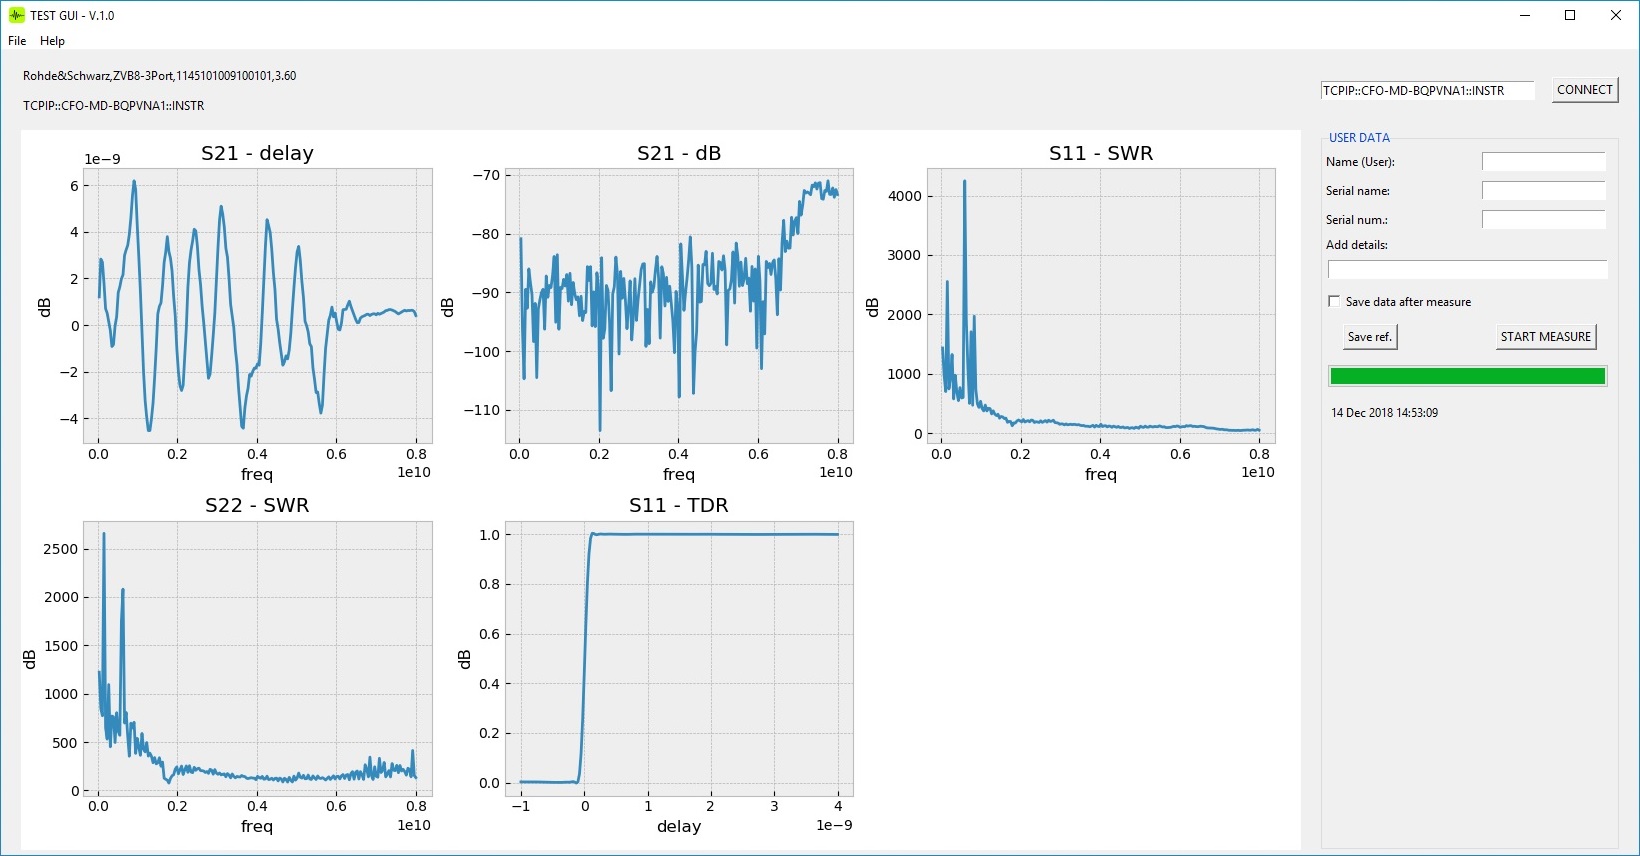 TEST GUI - V.1.0
File Help
Rohde&Schwarz,ZVB8-3Port,1145101009100101,3.60
TCPIP::CFO-MD-BQPVNA1::INSTR
TCPIP::CFO-MD-BQPVNA1::INSTR CONNECT
S21 - delay
1e−9
6
4
2
0
−2
−4
dB
0.0 0.2 0.4 0.6 0.8
freq 1e10
S21 - dB
−70
−80
−90
−100
−110
dB
0.0 0.2 0.4 0.6 0.8
freq 1e10
S11 - SWR
4000
3000
2000
1000
0
dB
0.0 0.2 0.4 0.6 0.8
freq 1e10
S22 - SWR
2500
2000
1500
1000
500
0
dB
0.0 0.2 0.4 0.6 0.8
freq 1e10
S11 - TDR
1.0
0.8
0.6
0.4
0.2
0.0
dB
−1 0 1 2 3 4
delay 1e−9
USER DATA
Name (User):
Serial name:
Serial num.:
Add details:
Save data after measure
Save ref. START MEASURE
14 Dec 2018 14:53:09